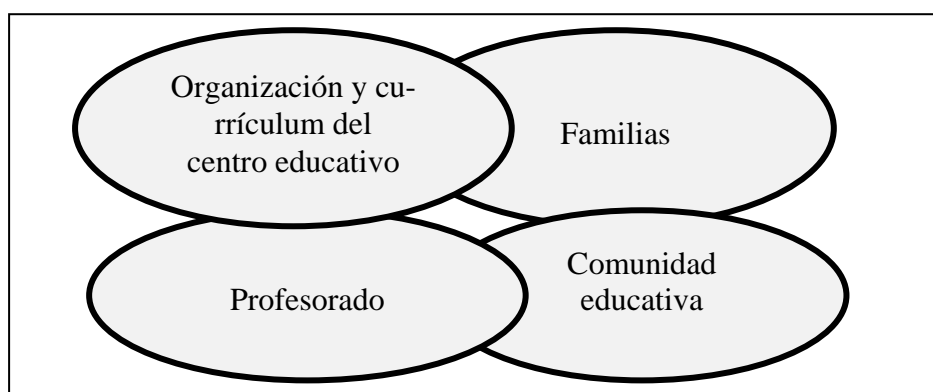 Organización y cu-
rrículum del
centro educativo
Familias
Profesorado
Comunidad
educativa